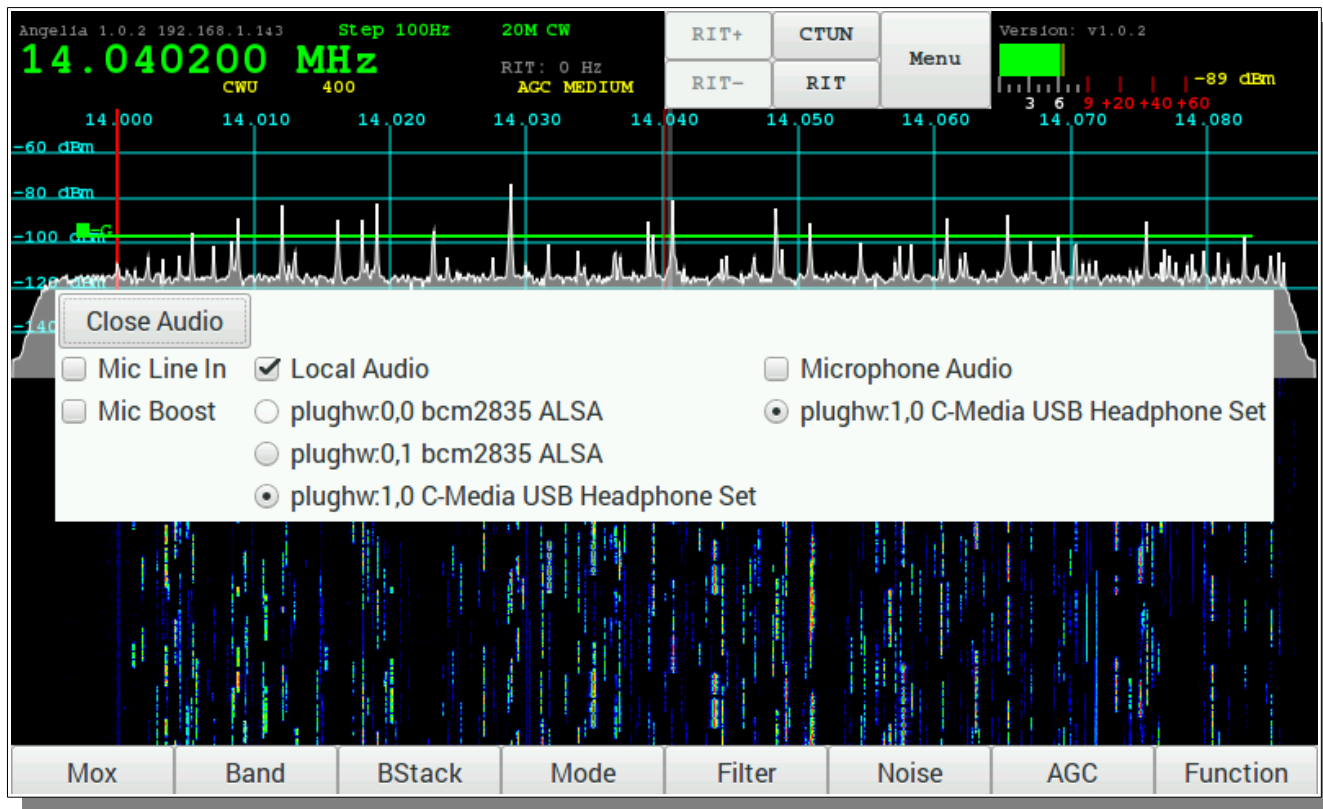 Angelia 1.0.2 192.168.1.143 Step 100Hz 20M CW RIT+ CTUN Menu Version: v1.0.2
14.040200 MHz RIT: 0 Hz
CWU 400 AGC MEDIUM RIT- RIT -89 dBm
3 6 9 +20 +40 +60
14.000 14.010 14.020 14.030 14.040 14.050 14.060 14.070 14.080
-60 dBm
-80 dBm
-G
-100 dBm
-120 dBm
-140
Close Audio
Mic Line In Local Audio Microphone Audio
Mic Boost plughw:0,0 bcm2835 ALSA plughw:1,0 C-Media USB Headphone Set
plughw:0,1 bcm2835 ALSA
plughw:1,0 C-Media USB Headphone Set
Mox Band BStack Mode Filter Noise AGC Function